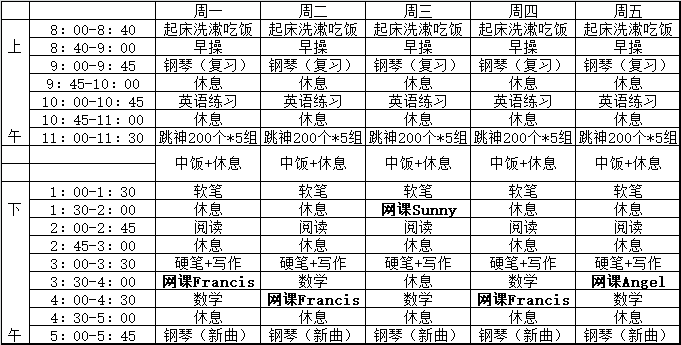 周一 周二 周三 周四 周五
上 8：00-8：40 起床洗漱吃饭 起床洗漱吃饭 起床洗漱吃饭 起床洗漱吃饭 起床洗漱吃饭
8：40-9：00 早操 早操 早操 早操 早操
9：00-9：45 钢琴（复习） 钢琴（复习） 钢琴（复习） 钢琴（复习） 钢琴（复习）
9：45-10：00 休息 休息 休息 休息 休息
10：00-10：45 英语练习 英语练习 英语练习 英语练习 英语练习
10：45-11：00 休息 休息 休息 休息 休息
午 11：00-11：30 跳神200个*5组 跳神200个*5组 跳神200个*5组 跳神200个*5组 跳神200个*5组
中饭+休息 中饭+休息 中饭+休息 中饭+休息 中饭+休息
1：00-1：30 软笔 软笔 软笔 软笔 软笔
下 1：30-2：00 休息 休息 网课Sunny 休息 休息
2：00-2：45 阅读 阅读 阅读 阅读 阅读
2：45-3：00 休息 休息 休息 休息 休息
3：00-3：30 硬笔+写作 硬笔+写作 硬笔+写作 硬笔+写作 硬笔+写作
3：30-4：00 网课Francis 数学 休息 数学 网课Angel
4：00-4：30 数学 网课Francis 数学 网课Francis 数学
4：30-5：00 休息 休息 休息 休息 休息
午 5：00-5：45 钢琴（新曲） 钢琴（新曲） 钢琴（新曲） 钢琴（新曲） 钢琴（新曲）